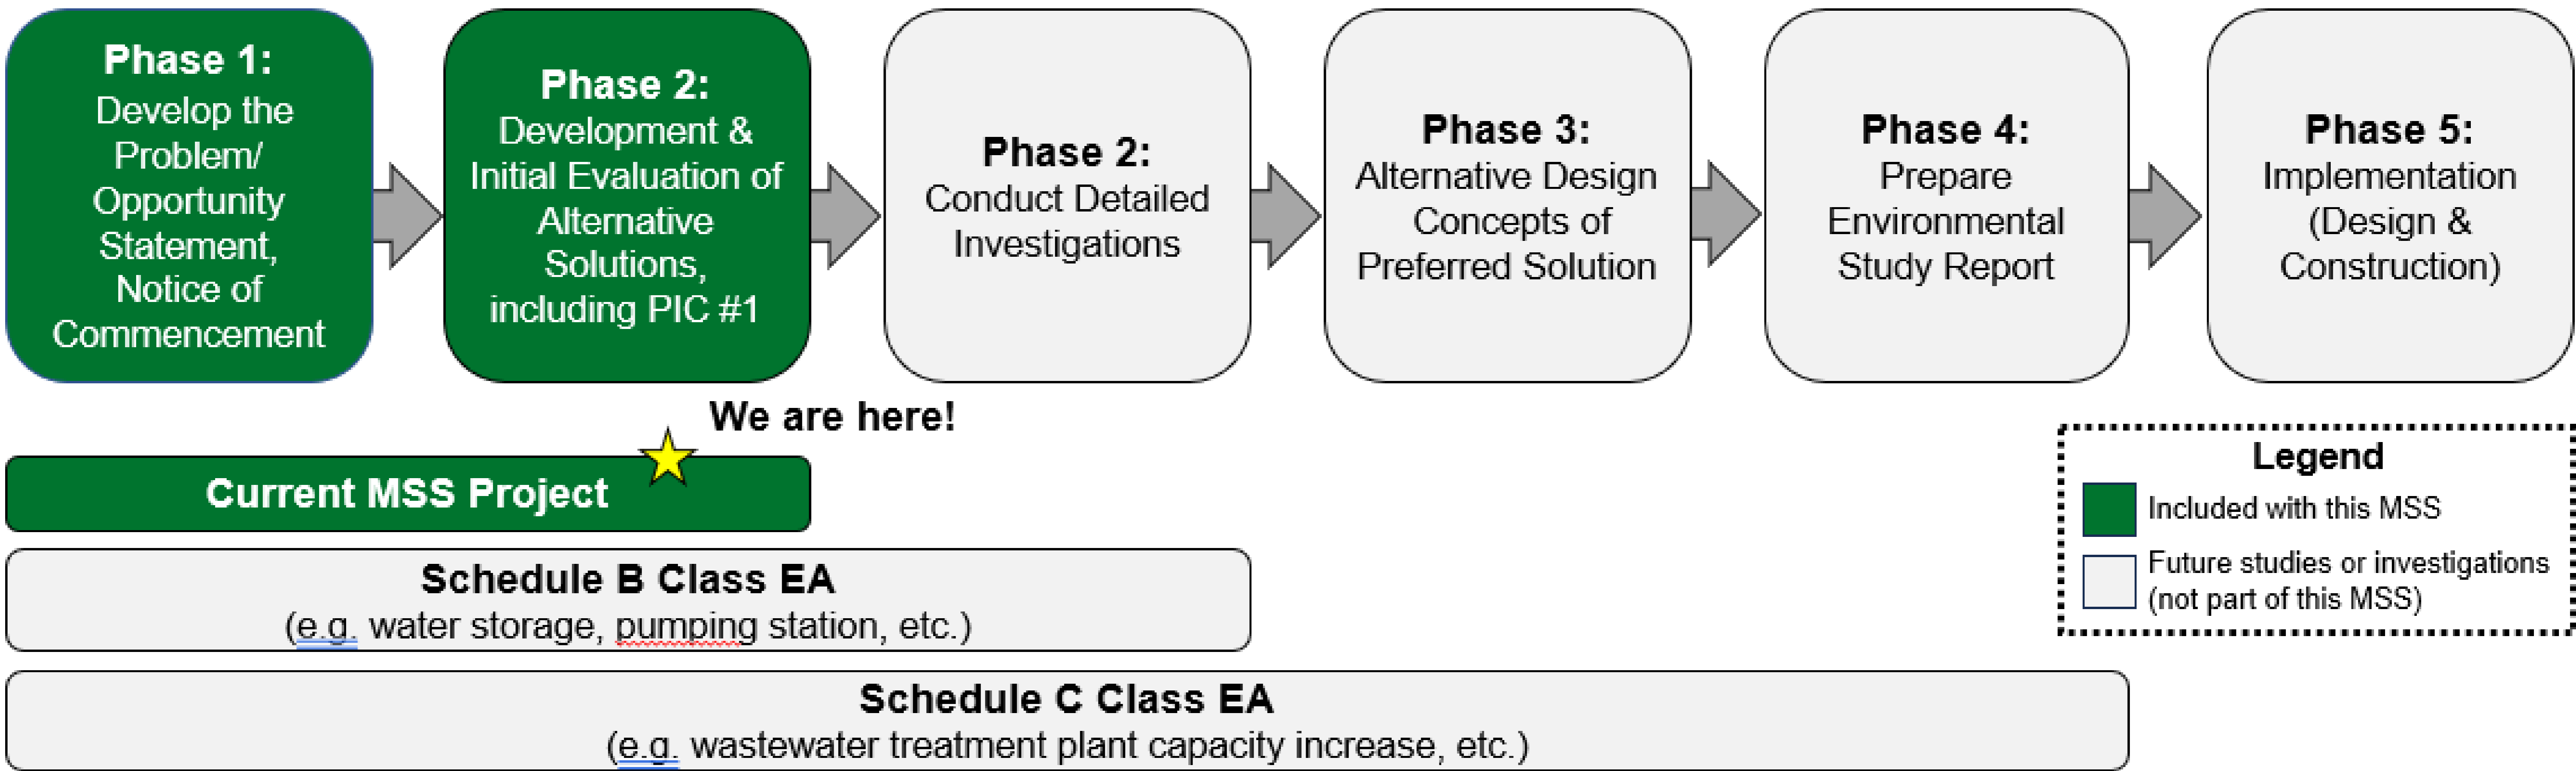 Phase 1:
Develop the
Problem/
Opportunity
Statement,
Notice of
Commencement
Phase 2:
Development &
Initial Evaluation of
Alternative
Solutions,
including PIC #1
Phase 2:
Conduct Detailed
Investigations
Phase 3:
Alternative Design
Concepts of
Preferred Solution
Phase 4:
Prepare
Environmental
Study Report
Phase 5:
Implementation
(Design &
Construction)
We are here!
Current MSS Project
Schedule B Class EA
(e.g. water storage, pumping station, etc.)
Schedule C Class EA
(e.g. wastewater treatment plant capacity increase, etc.)
Legend
Included with this MSS
Future studies or investigations
(not part of this MSS)